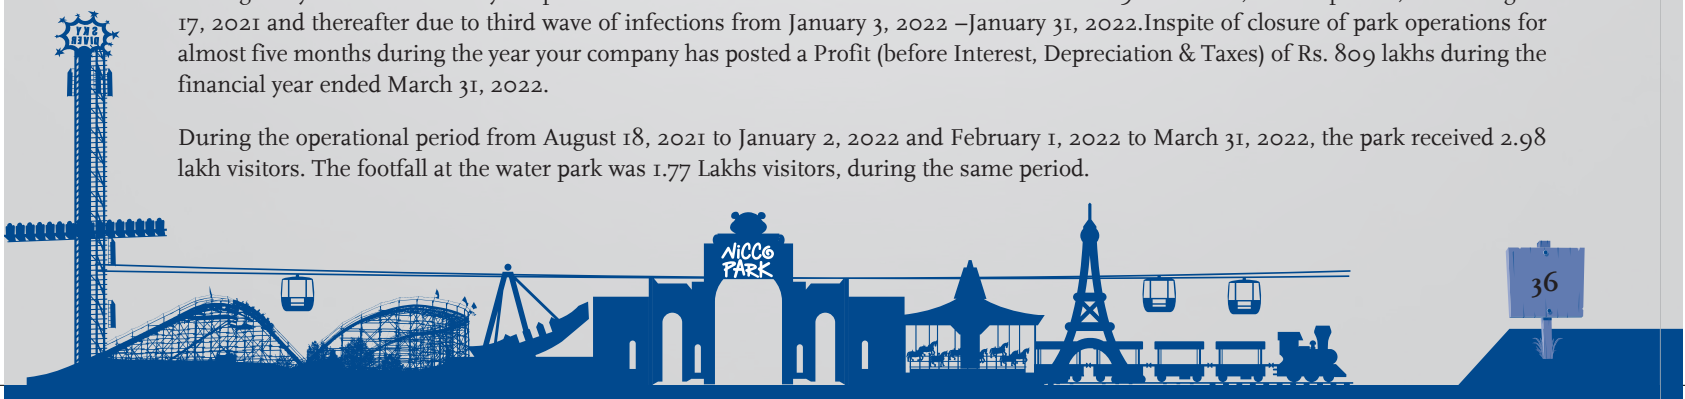 17, 2021 and thereafter due to third wave of infections from January 3, 2022 –January 31, 2022.Inspite of closure of park operations for
almost five months during the year your company has posted a Profit (before Interest, Depreciation & Taxes) of Rs. 809 lakhs during the
financial year ended March 31, 2022.
During the operational period from August 18, 2021 to January 2, 2022 and February 1, 2022 to March 31, 2022, the park received 2.98
lakh visitors. The footfall at the water park was 1.77 Lakhs visitors, during the same period.
SKY
DIVER
NiCCO
PARK
36